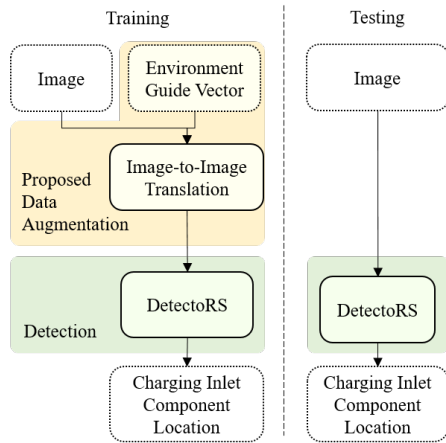 Training
Testing
Image
Environment
Guide Vector
Image
Image-to-Image
Translation
Proposed
Data
Augmentation
DetectoRS
Detection
DetectoRS
Charging Inlet
Component
Location
Charging Inlet
Component
Location